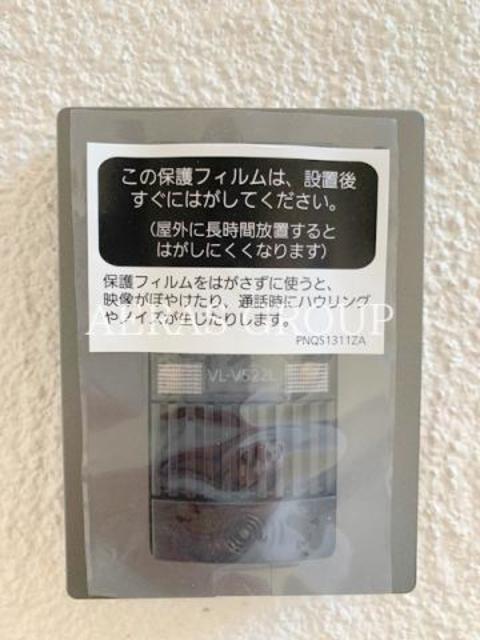 この保護フィルムは、設置後
すぐにはがしてください。
（屋外に長時間放置すると
はがしにくくなります）
保護フィルムをはがさずに使うと、
映像がぼやけたり、通話時にハウリング
やノイズが生じたりします。
AERAS GROUP
PNQS1311ZA
VL-V522L